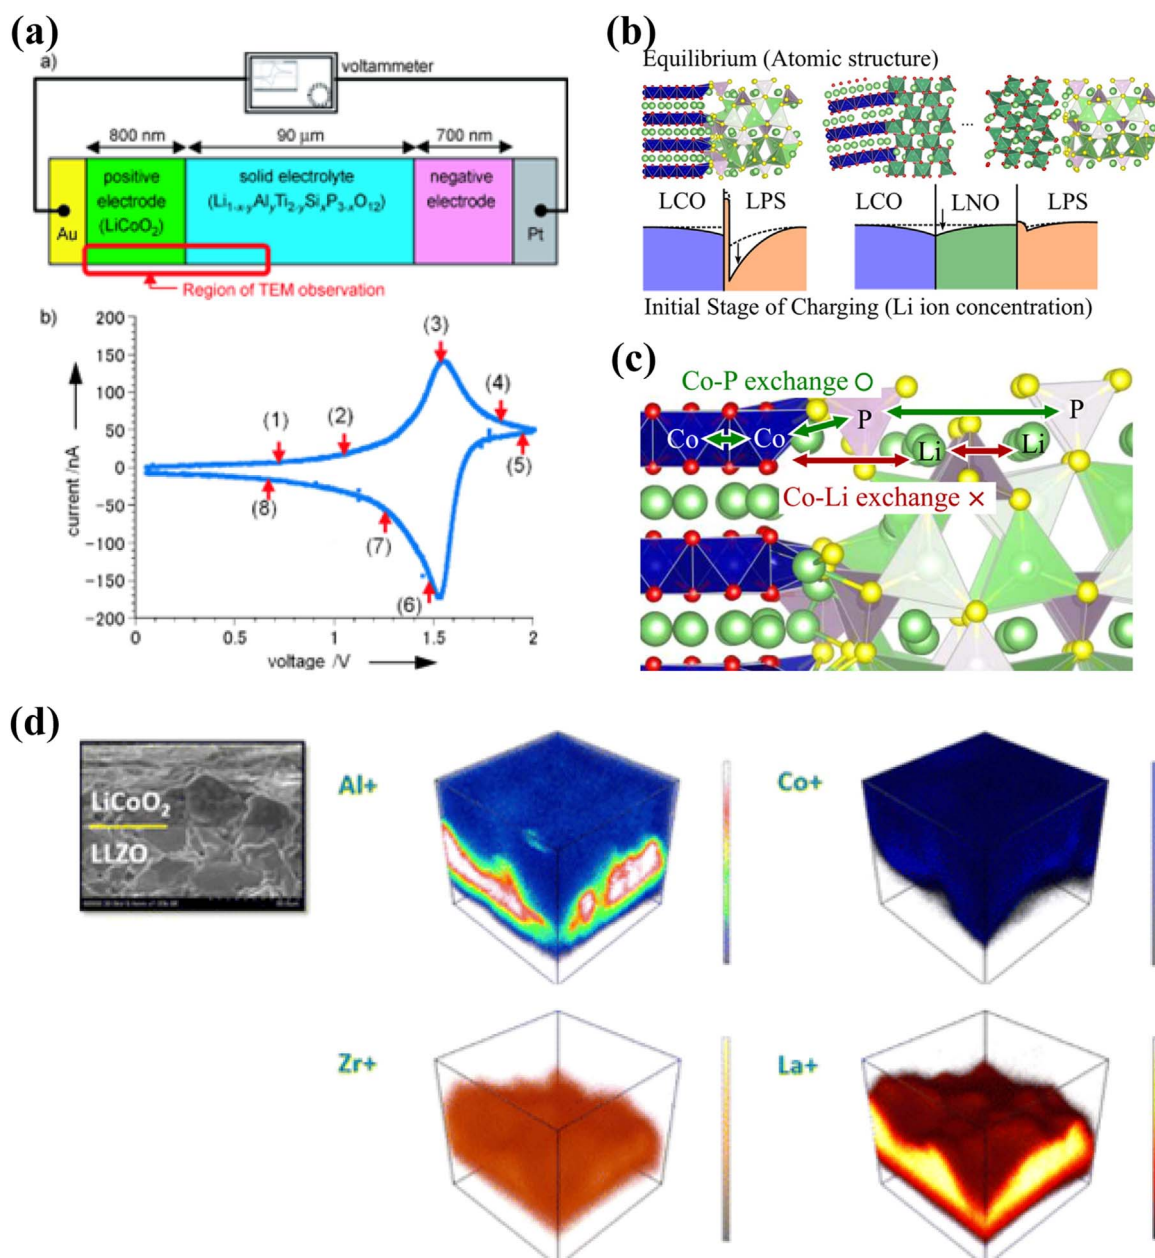 (a)
a)
voltammeter
800 nm
90 μm
700 nm
Au
positive
electrode
(LiCoO₂)
solid electrolyte
(Li₁₋ₓ₋yAlyTi₂₋ySiₓP₃₋ₓO₁₂)
negative
electrode
Pt
Region of TEM observation
b)
200
150
100
50
0
−50
−100
−150
−200
current /nA
(1)
(2)
(3)
(4)
(5)
(6)
(7)
(8)
0
0.5
1
1.5
2
voltage /V
(b)
Equilibrium (Atomic structure)
...
LCO
LPS
LCO
LNO
LPS
Initial Stage of Charging (Li ion concentration)
(c)
Co-P exchange ○
Co
Co
P
P
Li
Li
Co-Li exchange ×
(d)
LiCoO₂
LLZO
Al+
Co+
Zr+
La+